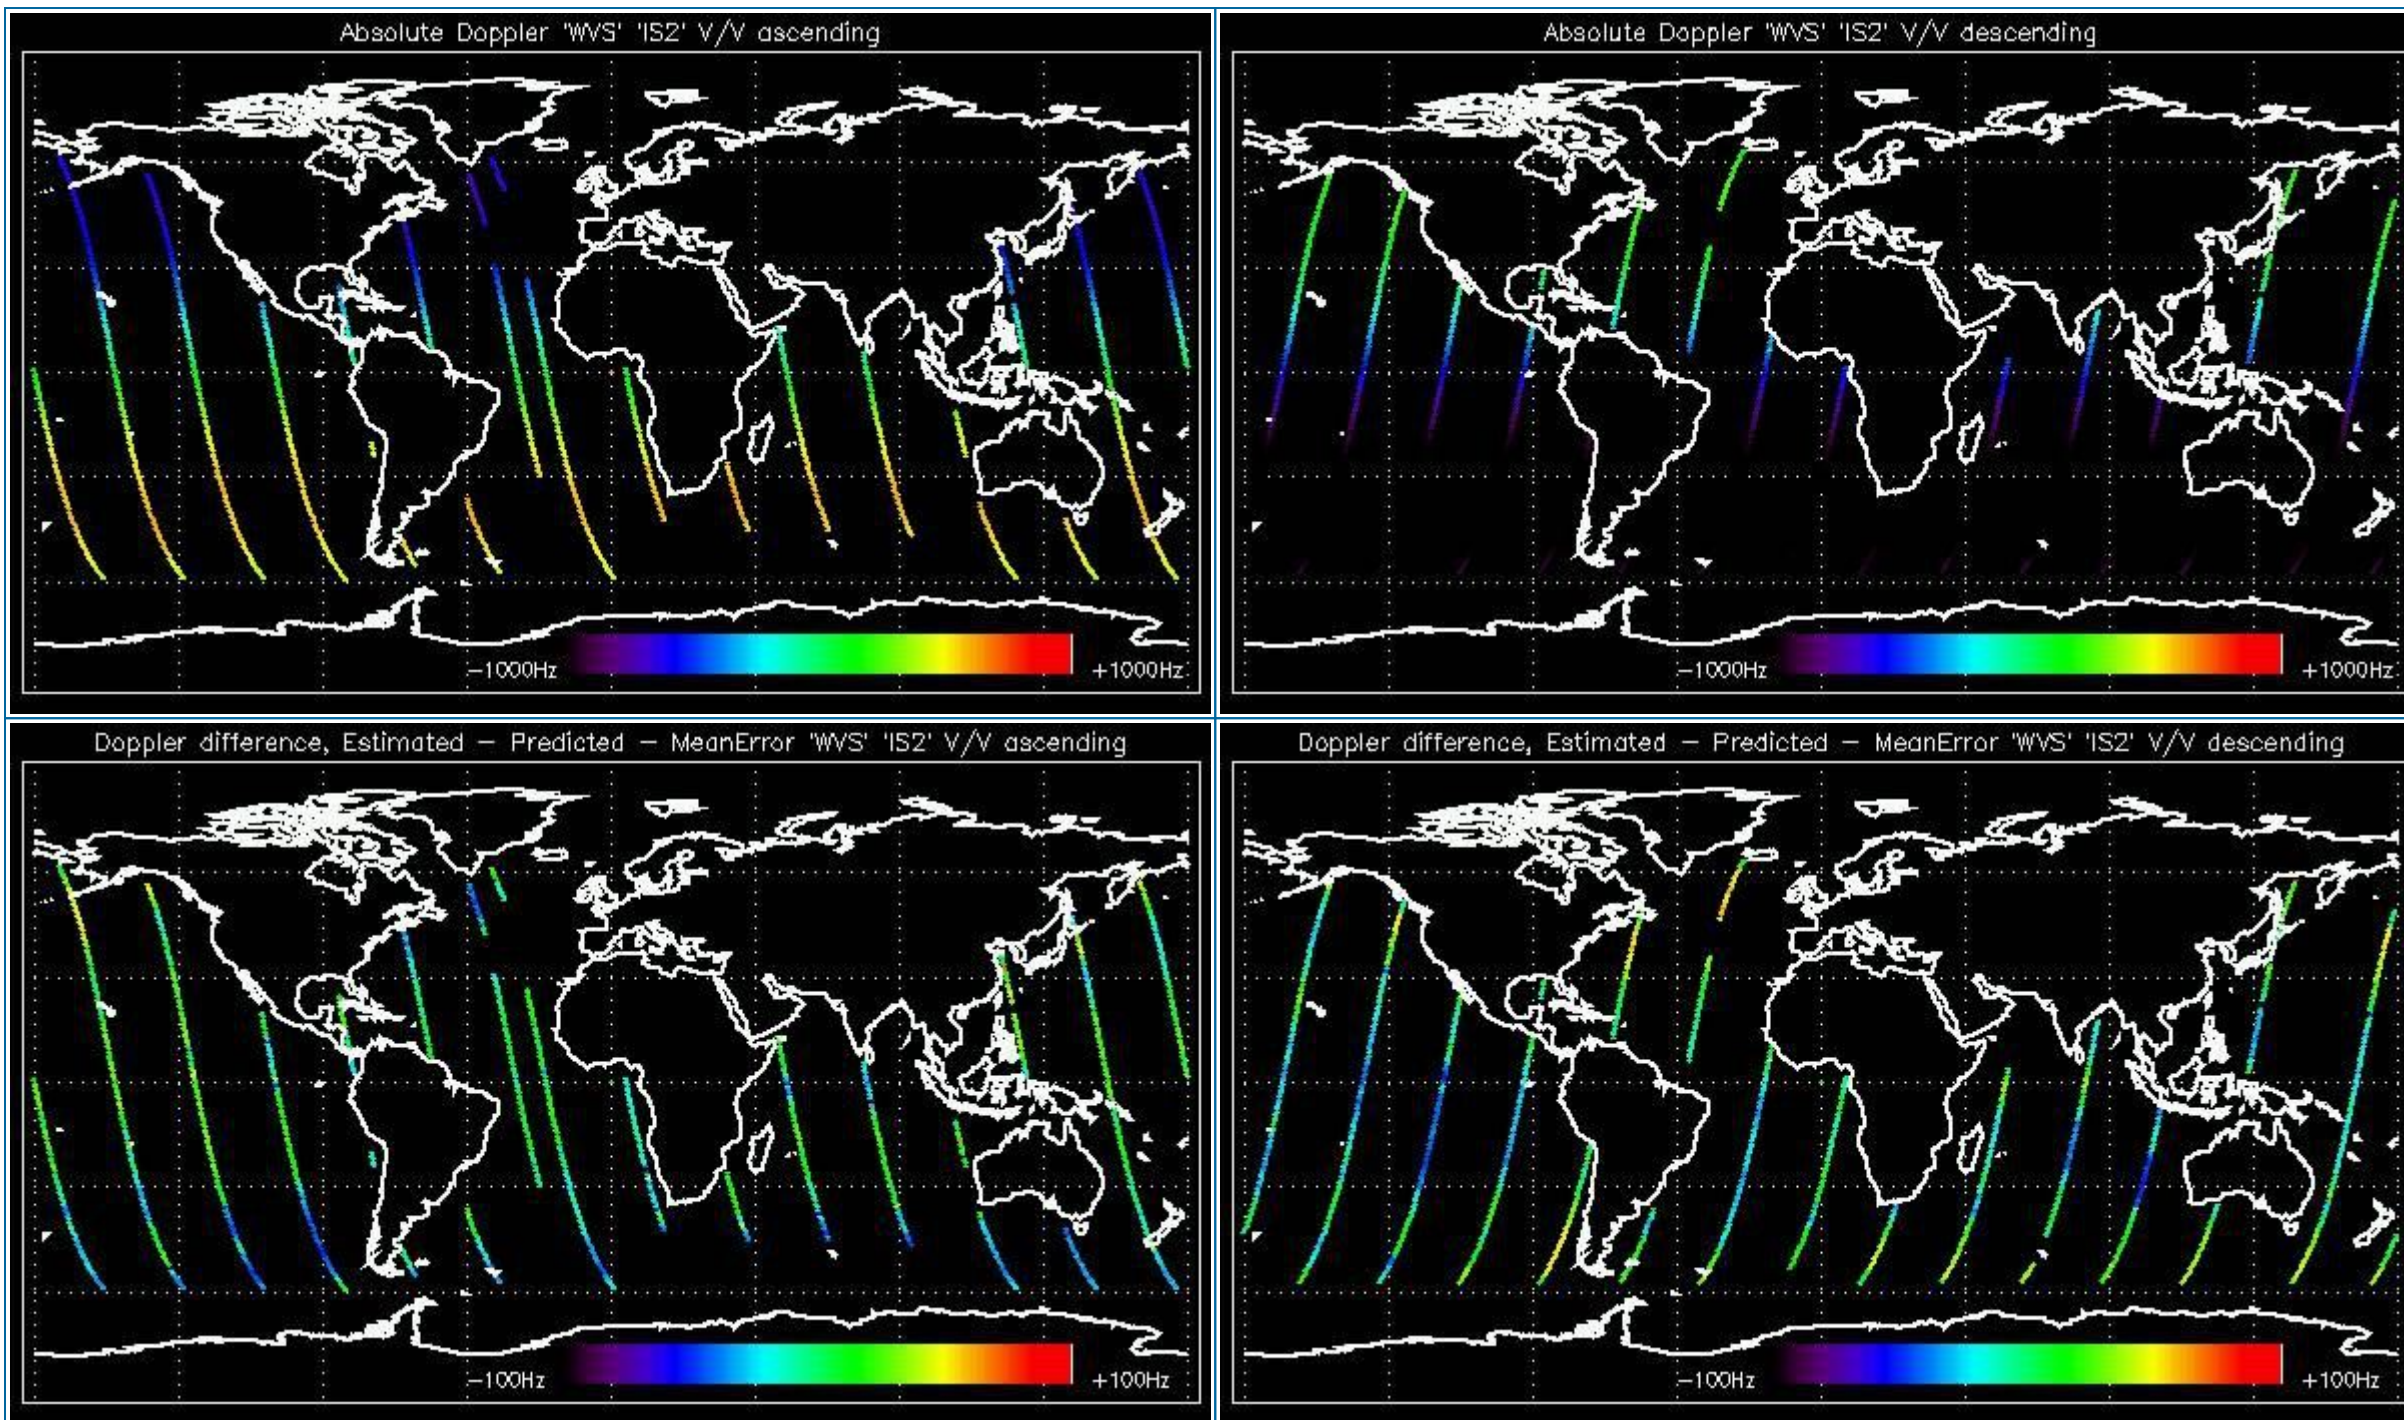 Absolute Doppler 'WVS' 'IS2' V/V ascending
-1000Hz
+1000Hz
Absolute Doppler 'WVS' 'IS2' V/V descending
-1000Hz
+1000Hz
Doppler difference, Estimated - Predicted - MeanError 'WVS' 'IS2' V/V ascending
-100Hz
+100Hz
Doppler difference, Estimated - Predicted - MeanError 'WVS' 'IS2' V/V descending
-100Hz
+100Hz